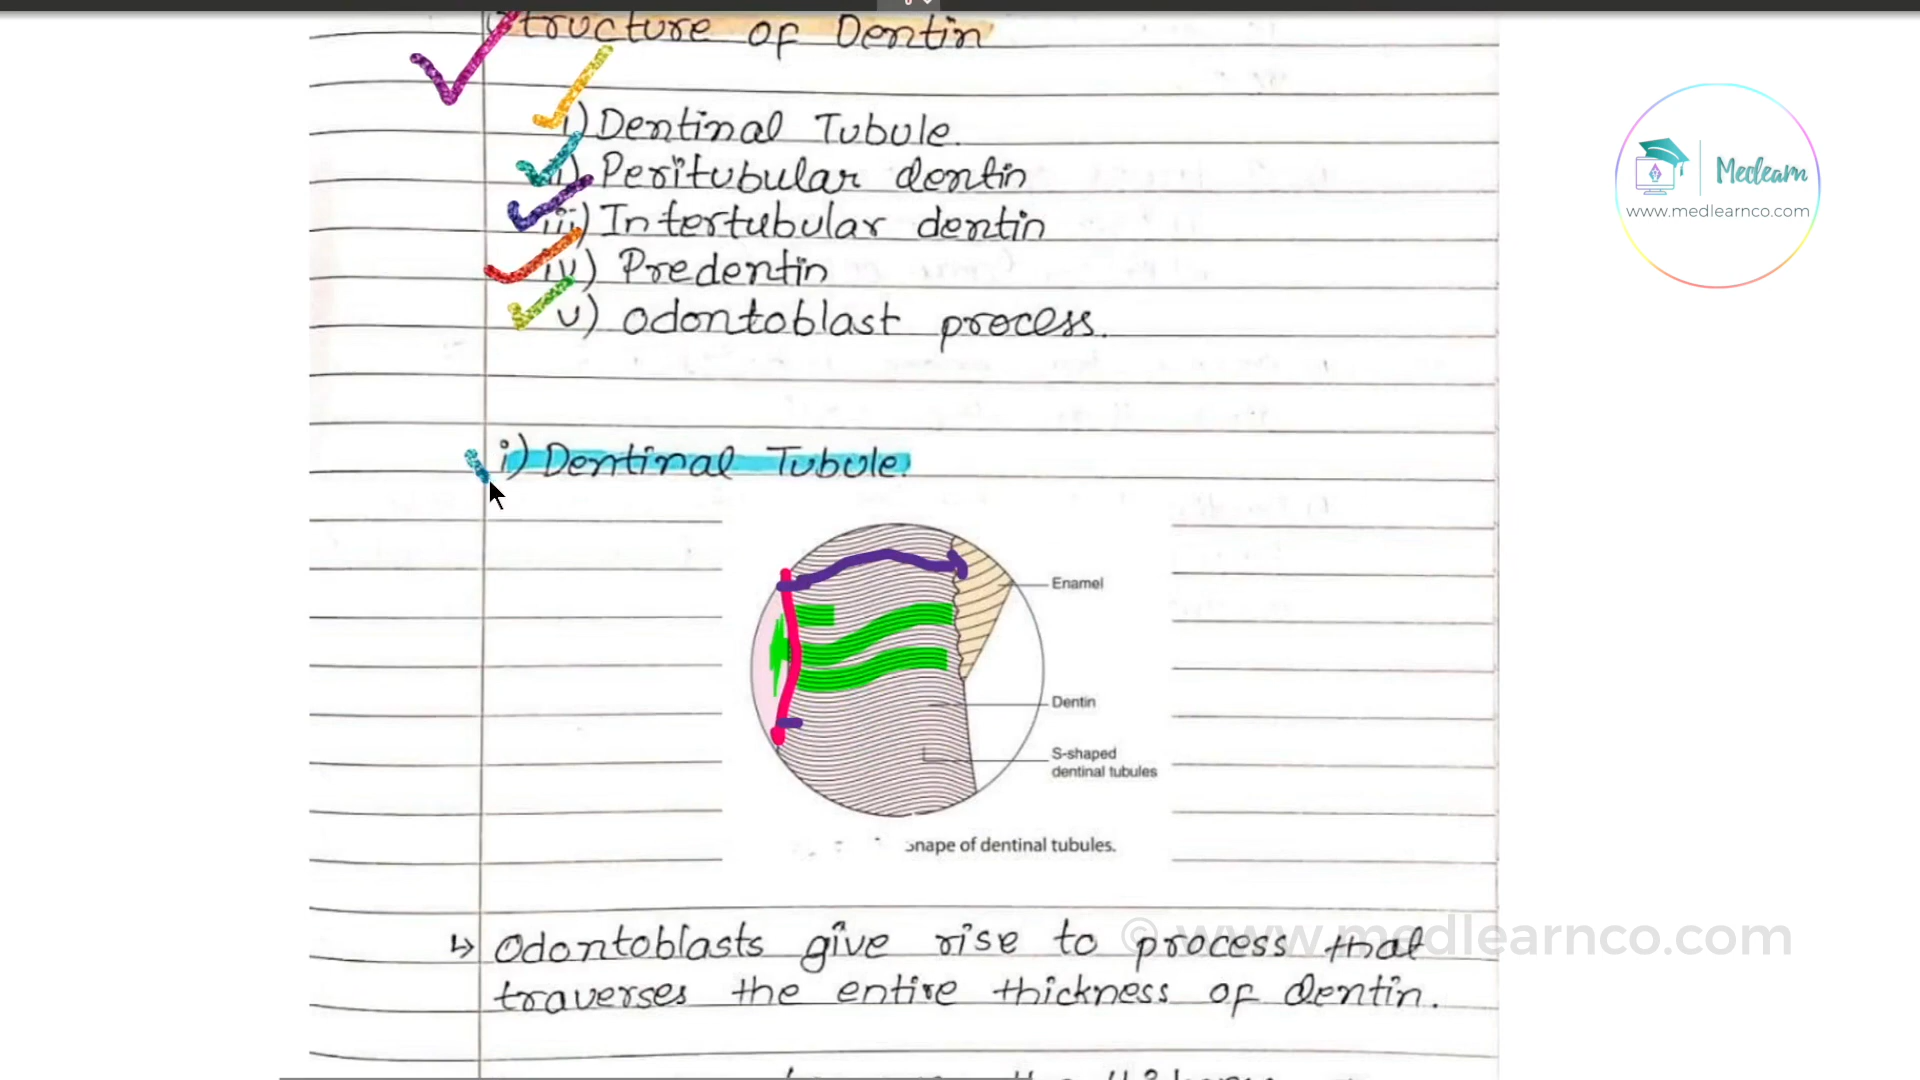 Structure of Dentin
i) Dentinal Tubule.
ii) Peritubular dentin
iii) Intertubular dentin
iv) Predentin
v) Odontoblast process.
Medlearn
www.medlearnco.com
i) Dentinal Tubule.
Enamel
Dentin
S-shaped
dentinal tubules
shape of dentinal tubules.
↳ Odontoblasts give rise to process that
traverses the entire thickness of dentin.
© www.medlearnco.com